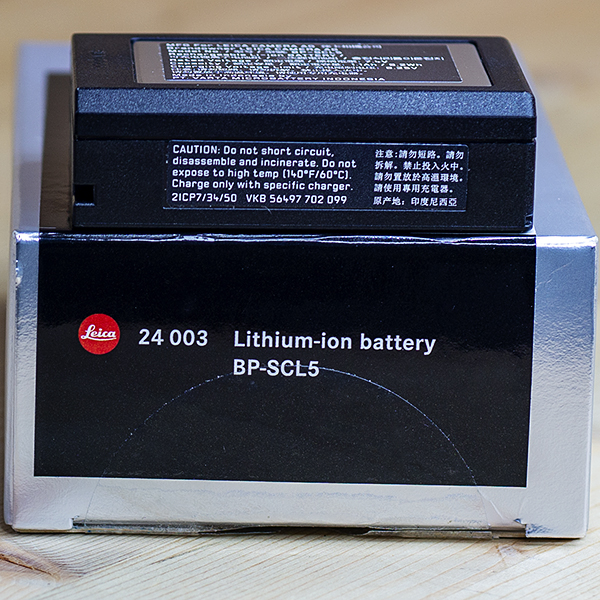 BATTERY INDONESIA
CAUTION: Do not short circuit,
disassemble and incinerate. Do not
expose to high temp (140°F/60°C).
Charge only with specific charger.
2ICP7/34/50 VKB 56497 702 099
注意:請勿短路。請勿
拆解。禁止投入火中。
請勿置放於高溫環境。
請使用專用充電器。
原产地: 印度尼西亞
Leica
24 003 Lithium-ion battery
BP-SCL5